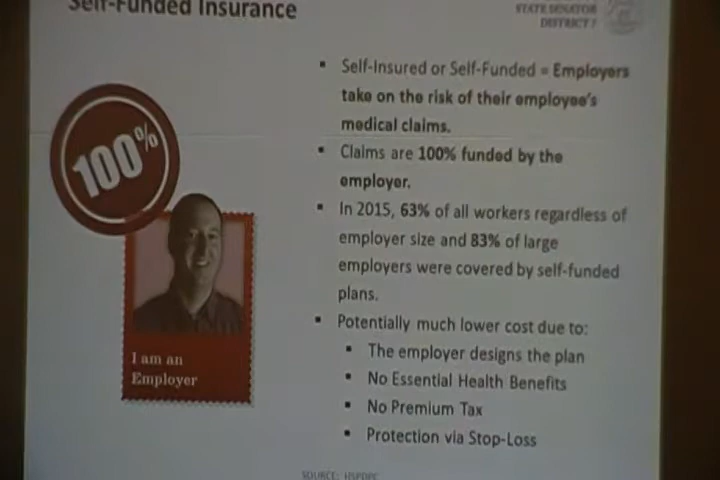 Self-Funded Insurance
STATE SENATOR
DISTRICT 7
100%
I am an
Employer
▪ Self-Insured or Self-Funded = Employers
take on the risk of their employee's
medical claims.
▪ Claims are 100% funded by the
employer.
▪ In 2015, 63% of all workers regardless of
employer size and 83% of large
employers were covered by self-funded
plans.
▪ Potentially much lower cost due to:
▪ The employer designs the plan
▪ No Essential Health Benefits
▪ No Premium Tax
▪ Protection via Stop-Loss
SOURCE: